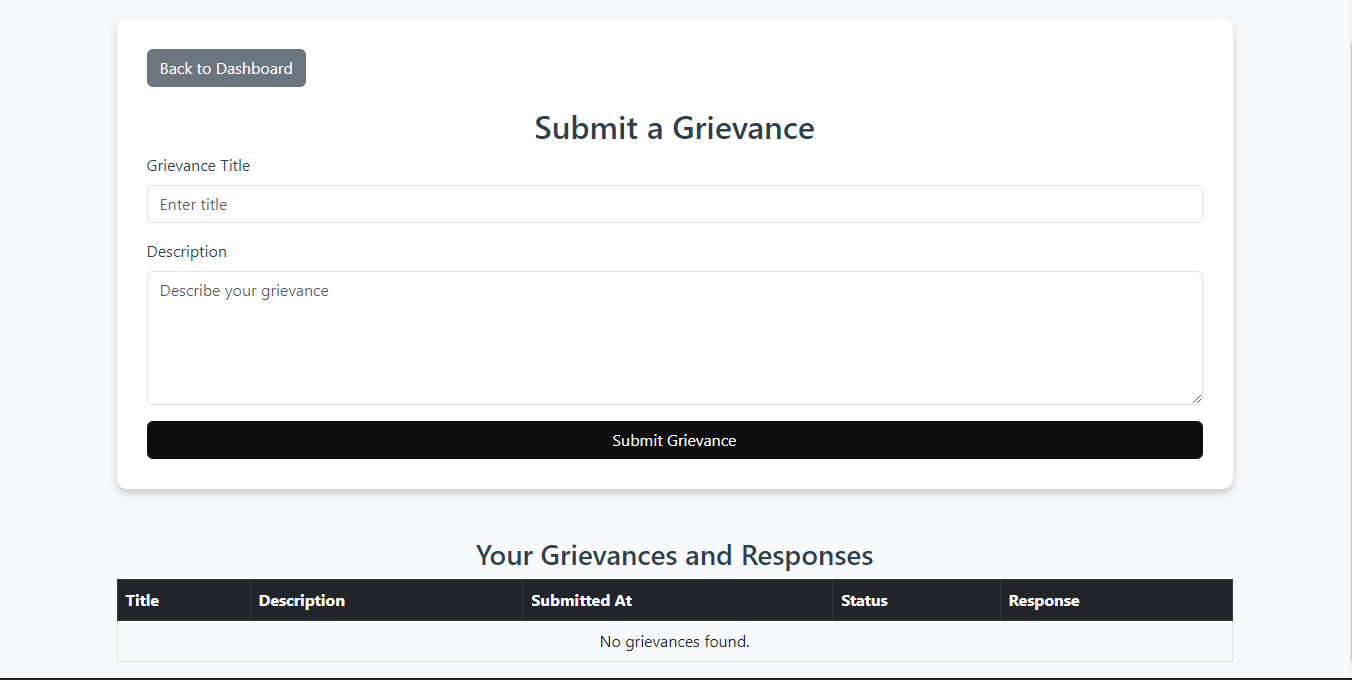 Back to Dashboard
Submit a Grievance
Grievance Title
Enter title
Description
Describe your grievance
Submit Grievance
Your Grievances and Responses
Title Description Submitted At Status Response
No grievances found.